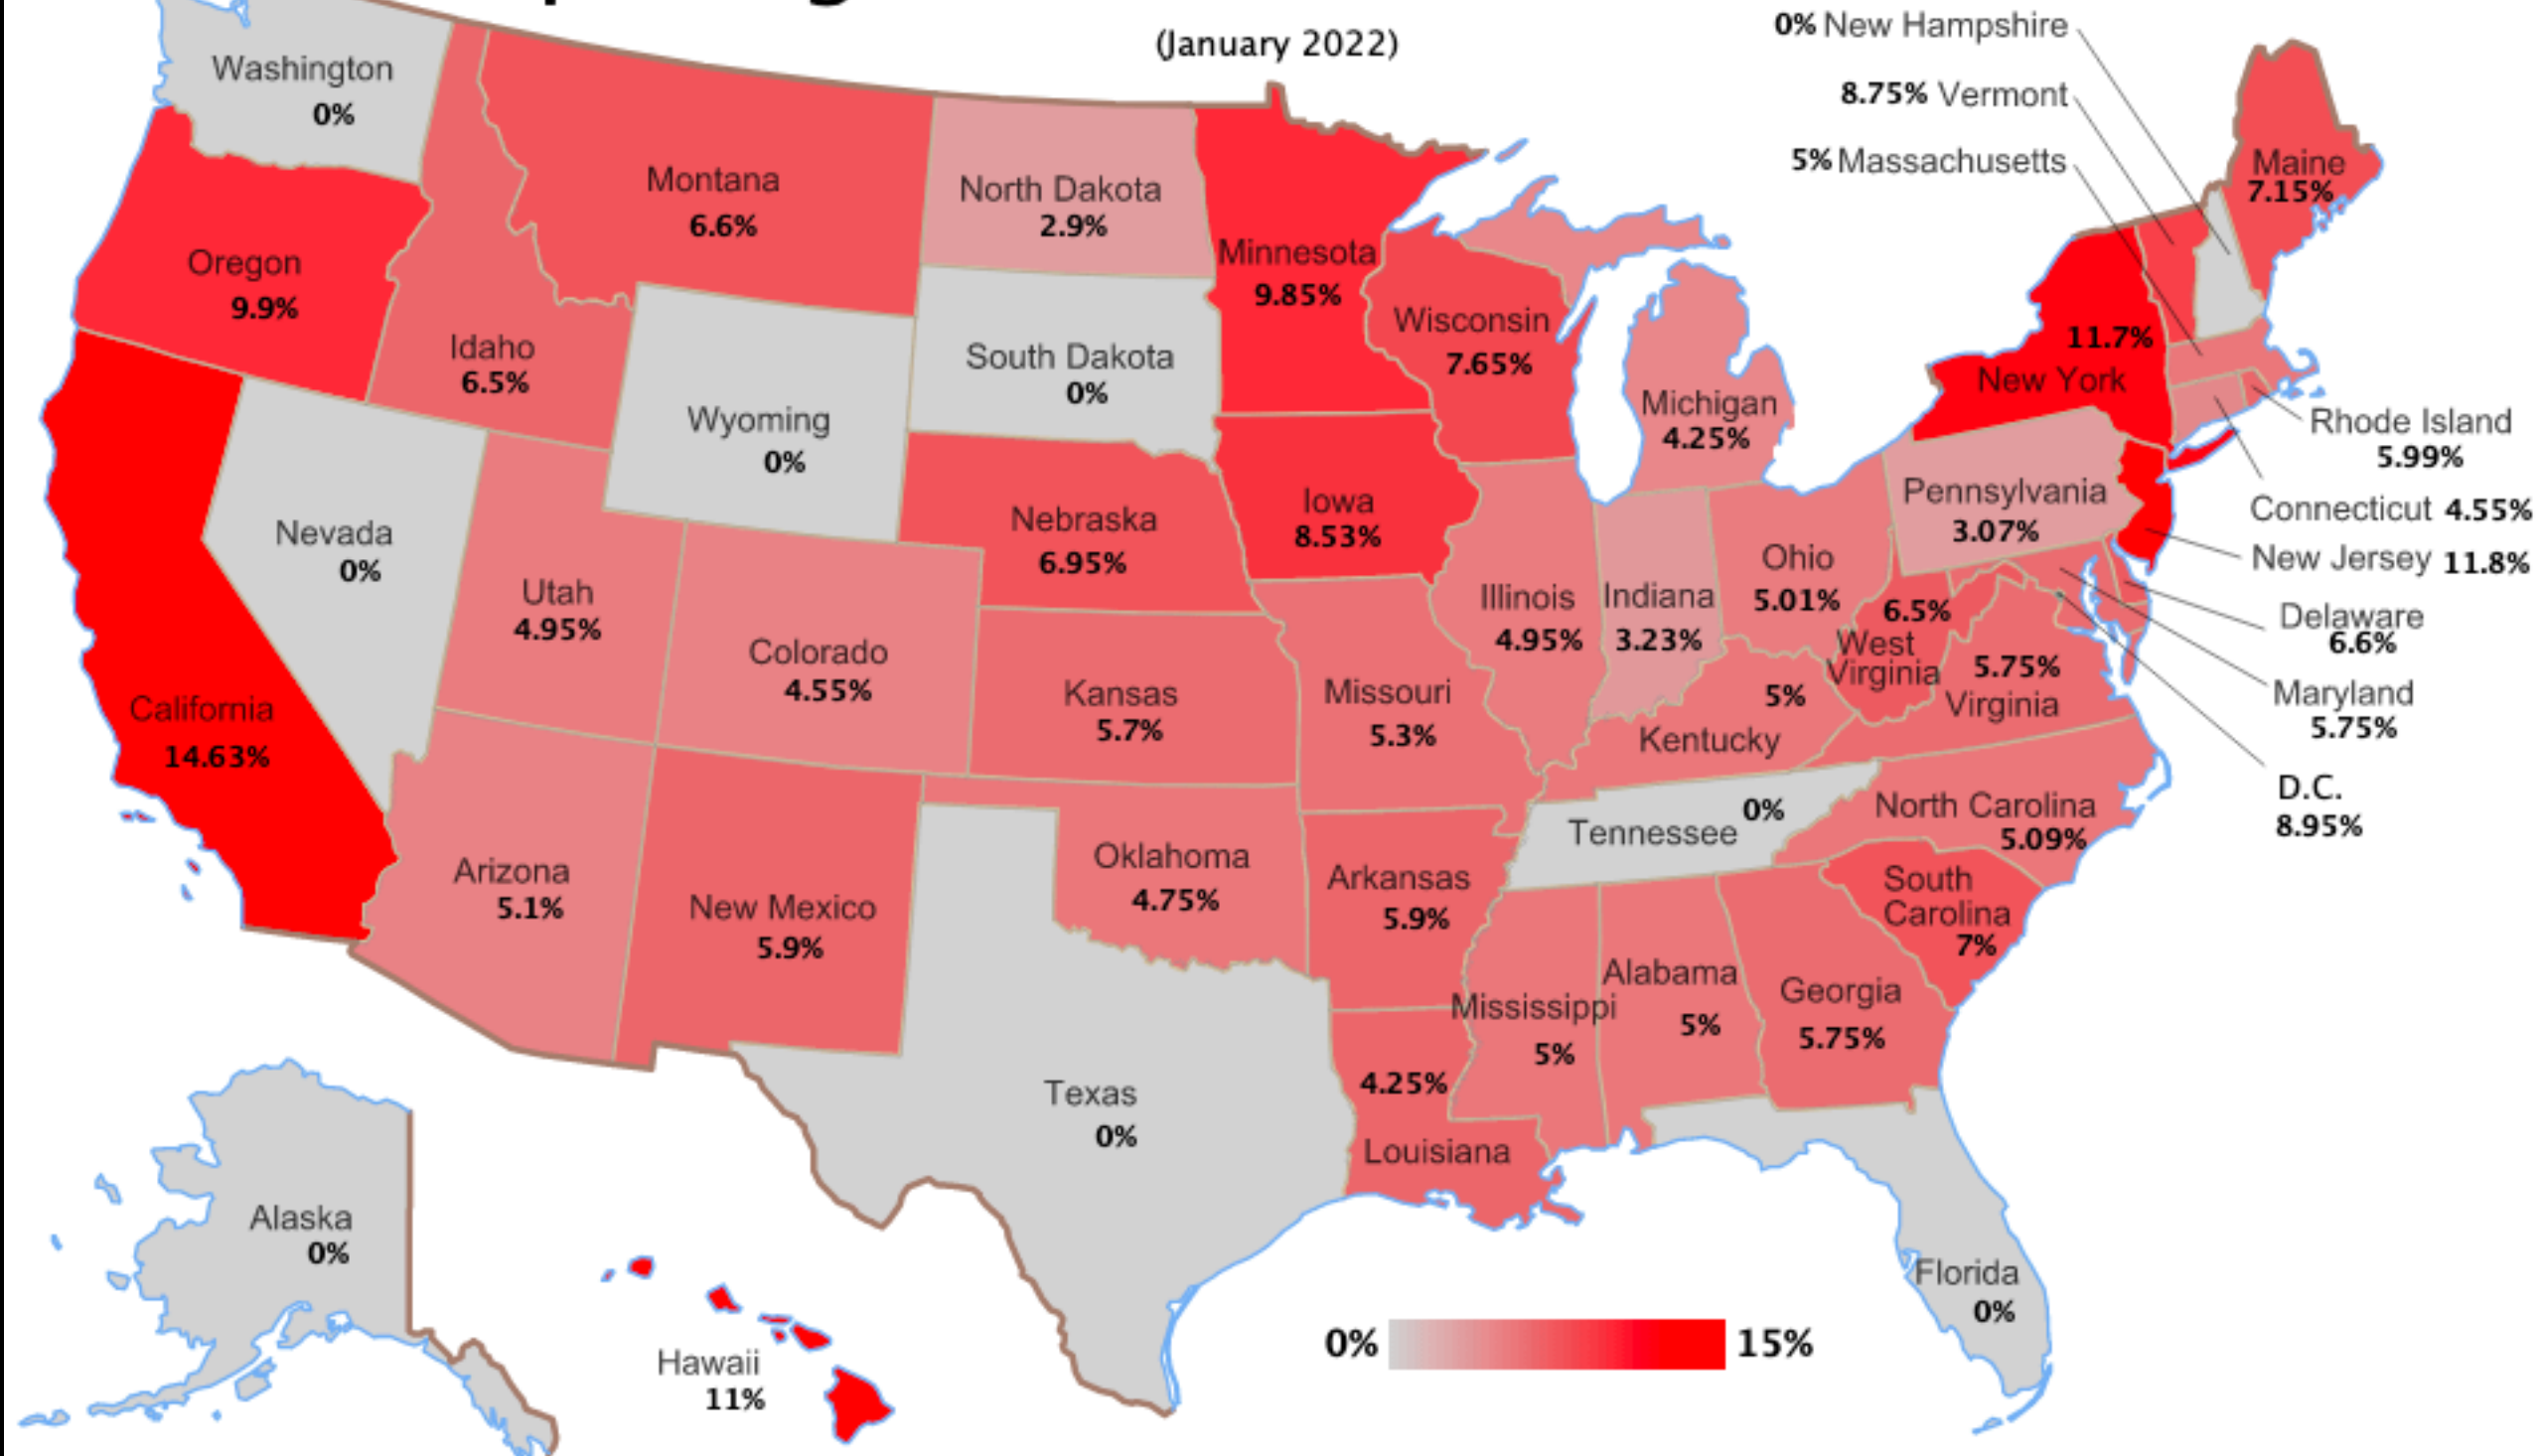 (January 2022)
0% New Hampshire
8.75% Vermont
5% Massachusetts
Washington
0%
Maine
7.15%
Montana
6.6%
North Dakota
2.9%
Minnesota
9.85%
Oregon
9.9%
Idaho
6.5%
Wisconsin
7.65%
11.7%
New York
South Dakota
0%
Wyoming
0%
Michigan
4.25%
Rhode Island
5.99%
Nevada
0%
Nebraska
6.95%
Iowa
8.53%
Pennsylvania
3.07%
Connecticut 4.55%
New Jersey 11.8%
Utah
4.95%
Colorado
4.55%
Kansas
5.7%
Missouri
5.3%
Illinois
4.95%
Indiana
3.23%
Ohio
5.01%
6.5%
West
Virginia
5.75%
Virginia
Delaware
6.6%
Maryland
5.75%
D.C.
8.95%
California
14.63%
5%
Kentucky
Arizona
5.1%
New Mexico
5.9%
Oklahoma
4.75%
Arkansas
5.9%
0%
Tennessee
North Carolina
5.09%
South
Carolina
7%
Mississippi
5%
Alabama
5%
Georgia
5.75%
Texas
0%
4.25%
Louisiana
Alaska
0%
Hawaii
11%
Florida
0%
0% 15%